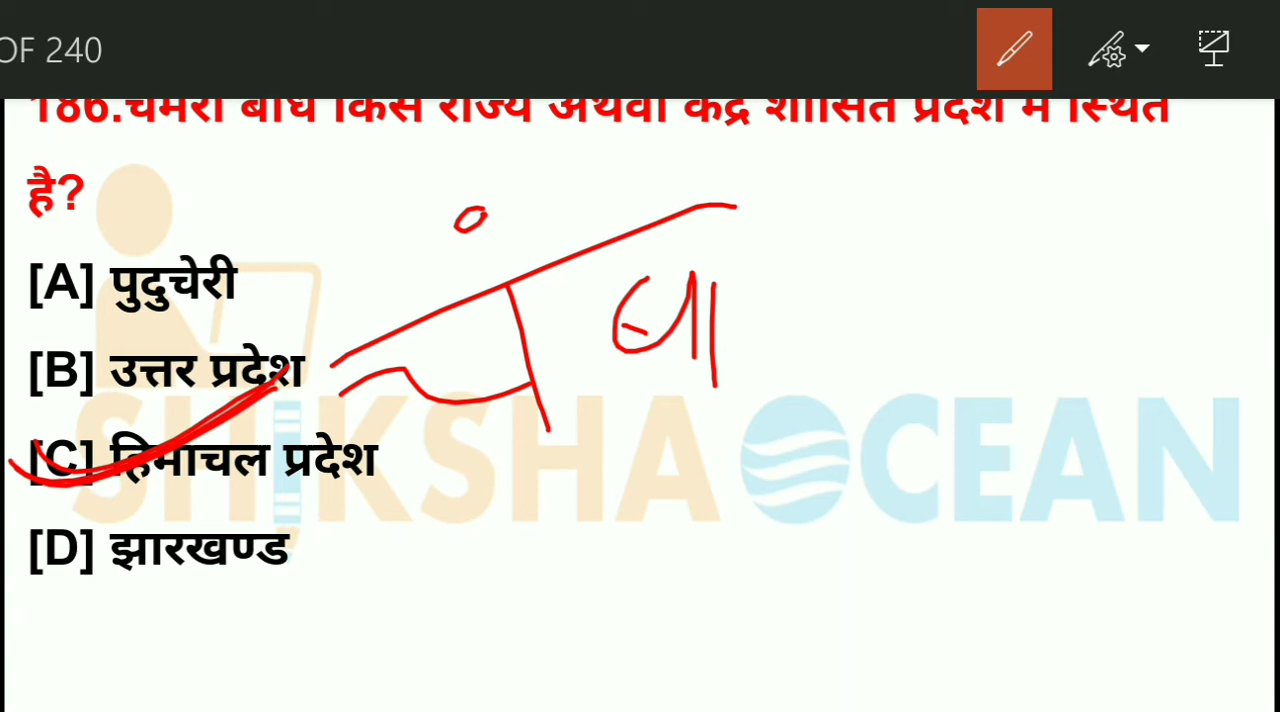 OF 240
186.चमेरा बांध किस राज्य अथवा केंद्र शासित प्रदेश में स्थित
है?
[A] पुदुचेरी
[B] उत्तर प्रदेश
[C] हिमाचल प्रदेश
[D] झारखण्ड
SHIKSHA OCEAN